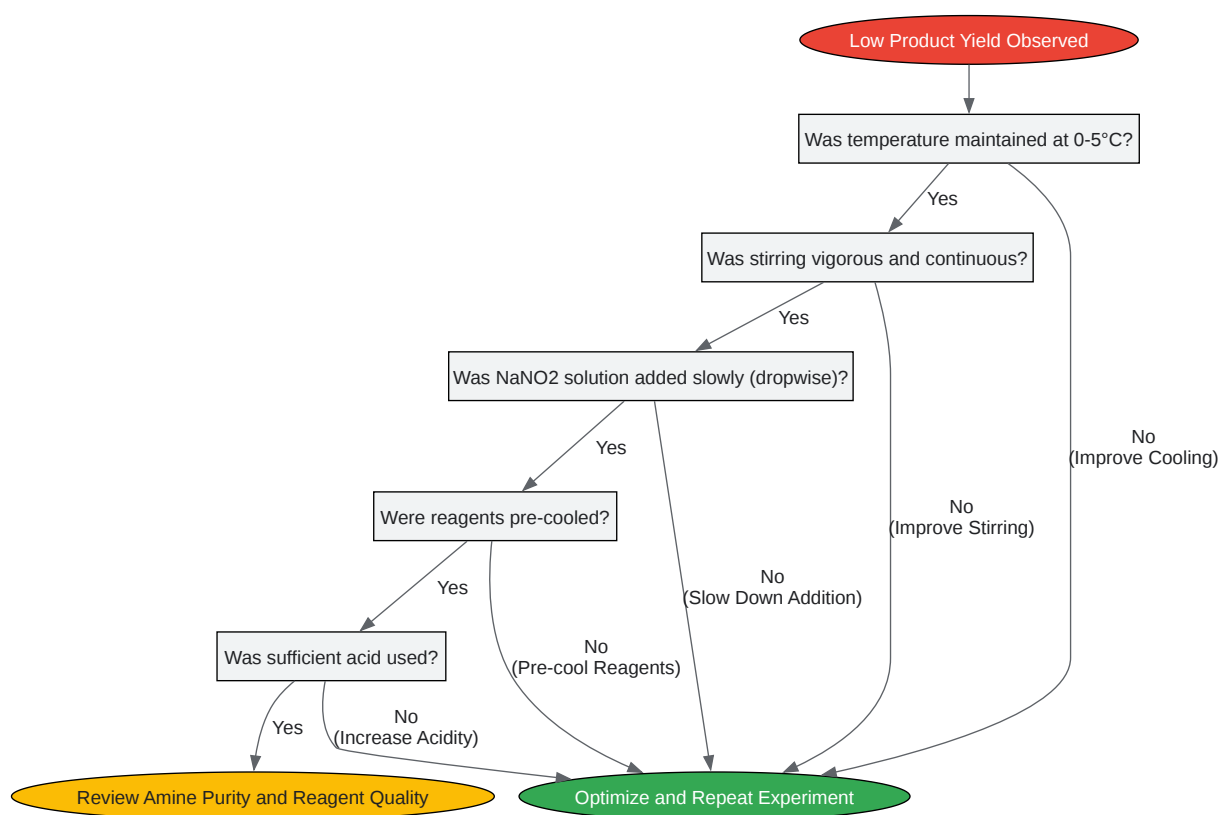 Low Product Yield Observed
Was temperature maintained at 0-5°C?
Yes
Was stirring vigorous and continuous?
Yes
Was NaNO2 solution added slowly (dropwise)?
No
(Improve Cooling)
Yes
No
(Improve Stirring)
Were reagents pre-cooled?
No
(Slow Down Addition)
Yes
No
(Pre-cool Reagents)
Was sufficient acid used?
No
(Increase Acidity)
Yes
Review Amine Purity and Reagent Quality
Optimize and Repeat Experiment